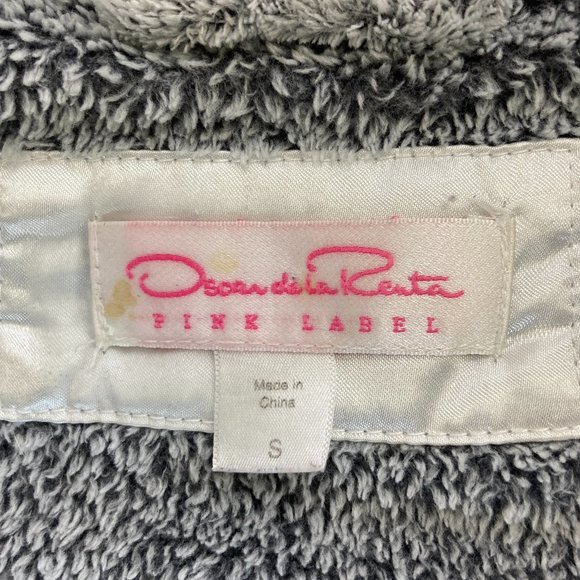 Oscar de la Renta
PINK LABEL
Made in
China
S